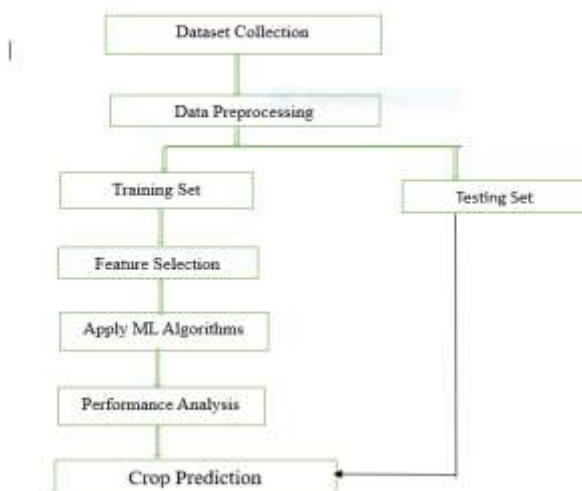 Dataset Collection
Data Preprocessing
Training Set
Testing Set
Feature Selection
Apply ML Algorithms
Performance Analysis
Crop Prediction